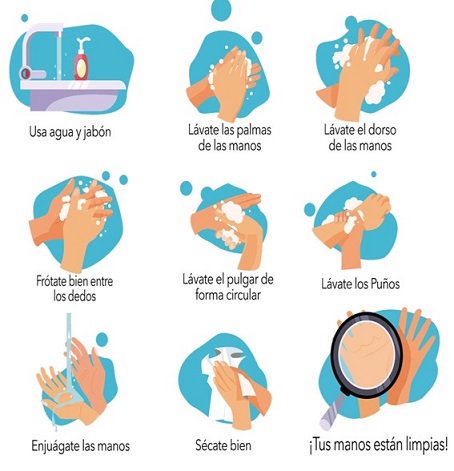 Usa agua y jabón
Lávate las palmas
de las manos
Lávate el dorso
de las manos
Frótate bien entre
los dedos
Lávate el pulgar de
forma circular
Lávate los Puños
Enjuágate las manos
Sécate bien
¡Tus manos están limpias!